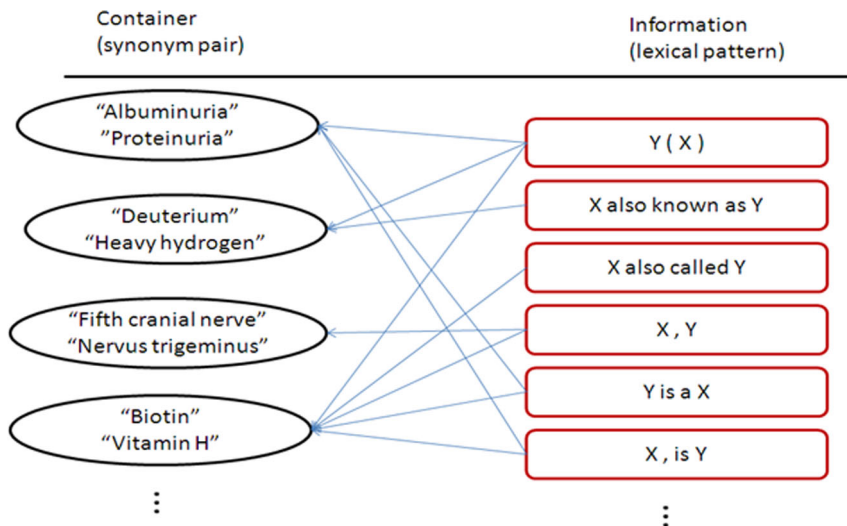 Container
(synonym pair)
Information
(lexical pattern)
“Albuminuria”
”Proteinuria”
“Deuterium”
“Heavy hydrogen”
“Fifth cranial nerve”
“Nervus trigeminus”
“Biotin”
“Vitamin H”
...
Y ( X )
X also known as Y
X also called Y
X , Y
Y is a X
X , is Y
...